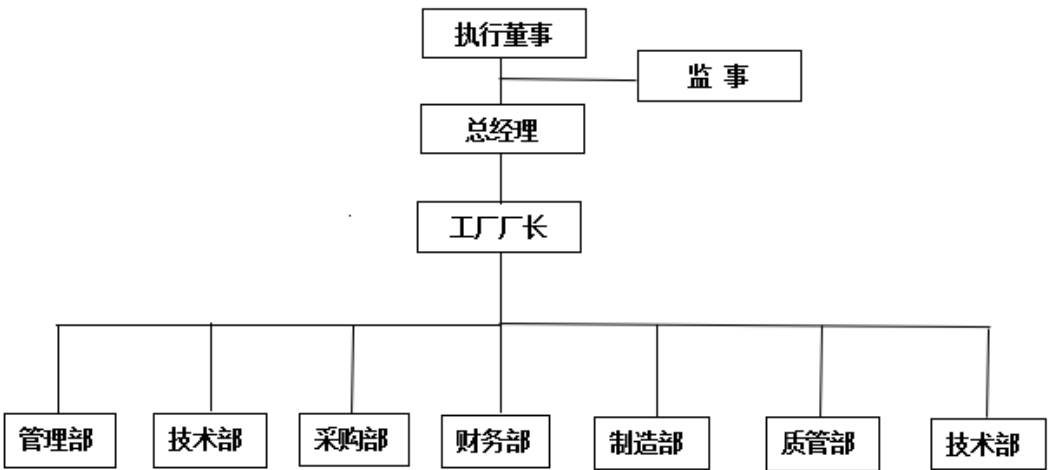 执行董事
监 事
总经理
工厂厂长
管理部
技术部
采购部
财务部
制造部
质管部
技术部